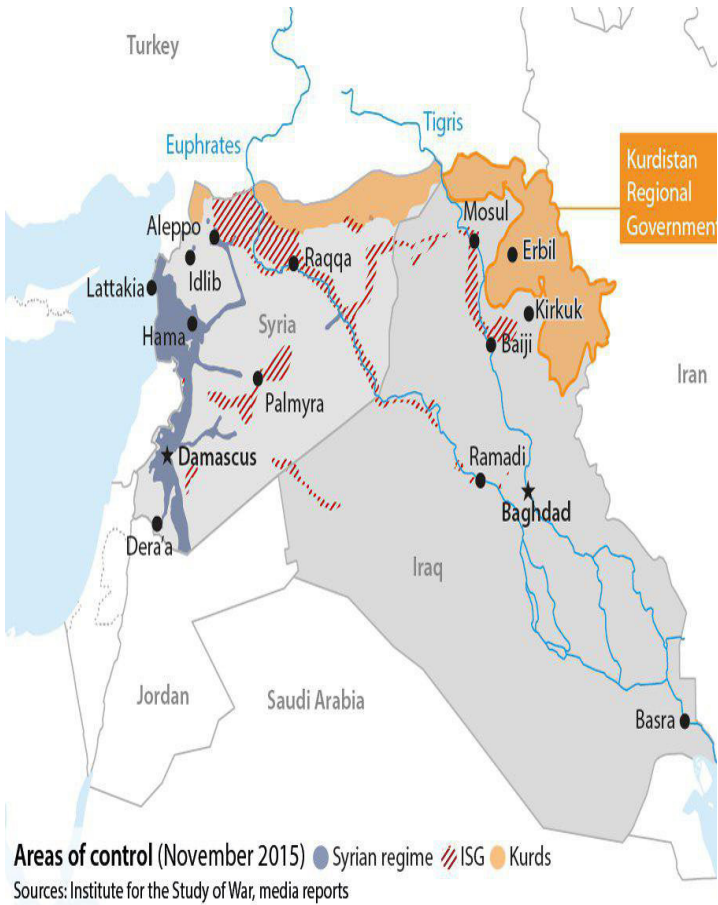 Turkey
Tigris
Euphrates
Kurdistan
Regional
Government
Mosul
Aleppo
Erbil
Raqqa
Idlib
Lattakia
Kirkuk
Syria
Hama
Baiji
Iran
Palmyra
Damascus
Ramadi
Baghdad
Dera'a
Iraq
Jordan
Saudi Arabia
Basra
Areas of control (November 2015) Syrian regime ISG Kurds
Sources: Institute for the Study of War, media reports